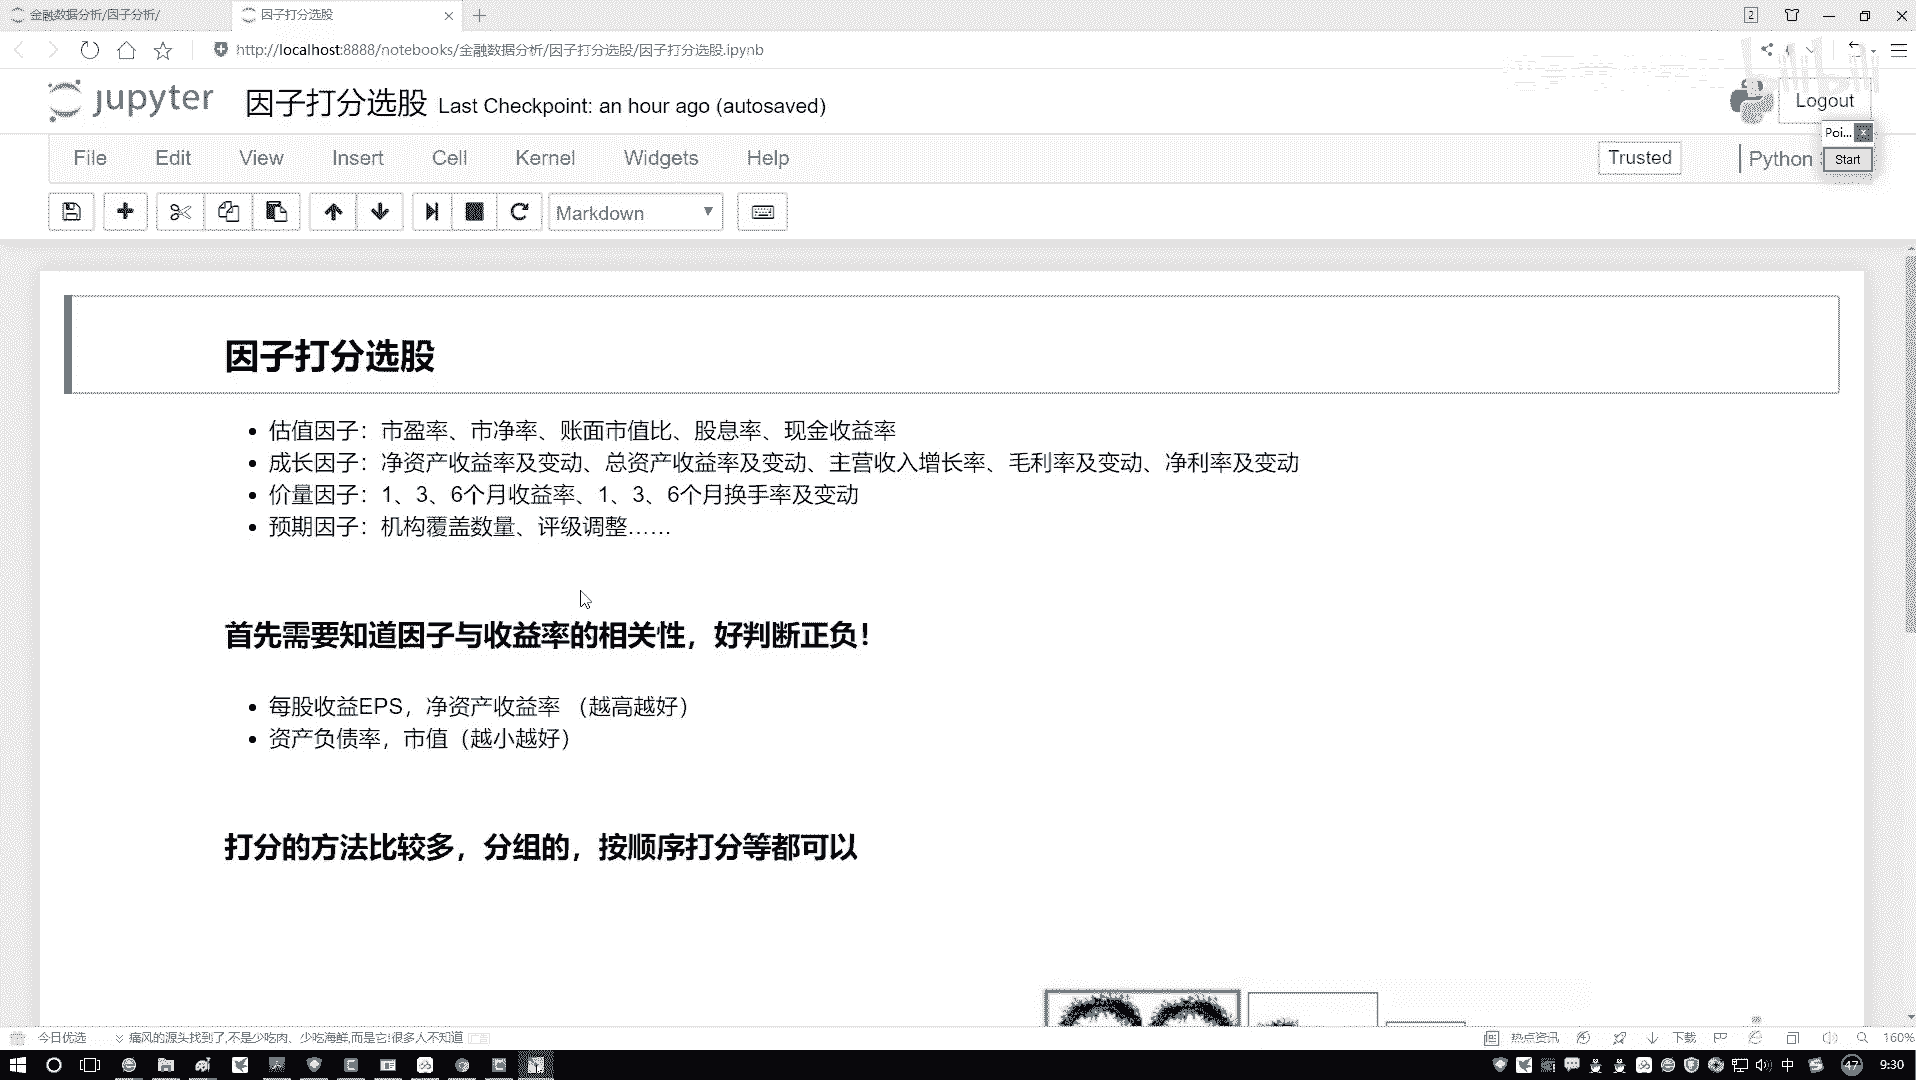 金融数据分析/因子分析/
因子打分选股
2
http://localhost:8888/notebooks/金融数据分析/因子打分选股/因子打分选股.ipynb
bilibili
jupyter
因子打分选股 Last Checkpoint: an hour ago (autosaved)
Logout
Poi...
File Edit View Insert Cell Kernel Widgets Help
Trusted
Python
Start
Markdown
因子打分选股
估值因子：市盈率、市净率、账面市值比、股息率、现金收益率
成长因子：净资产收益率及变动、总资产收益率及变动、主营收入增长率、毛利率及变动、净利率及变动
价量因子：1、3、6个月收益率、1、3、6个月换手率及变动
预期因子：机构覆盖数量、评级调整……
首先需要知道因子与收益率的相关性，好判断正负！
每股收益EPS，净资产收益率 （越高越好）
资产负债率，市值（越小越好）
打分的方法比较多，分组的，按顺序打分等都可以
今日优选
痛风的源头找到了,不是少吃肉、少吃海鲜,而是它!很多人不知道
热点资讯
下载
160%
中
47
9:30